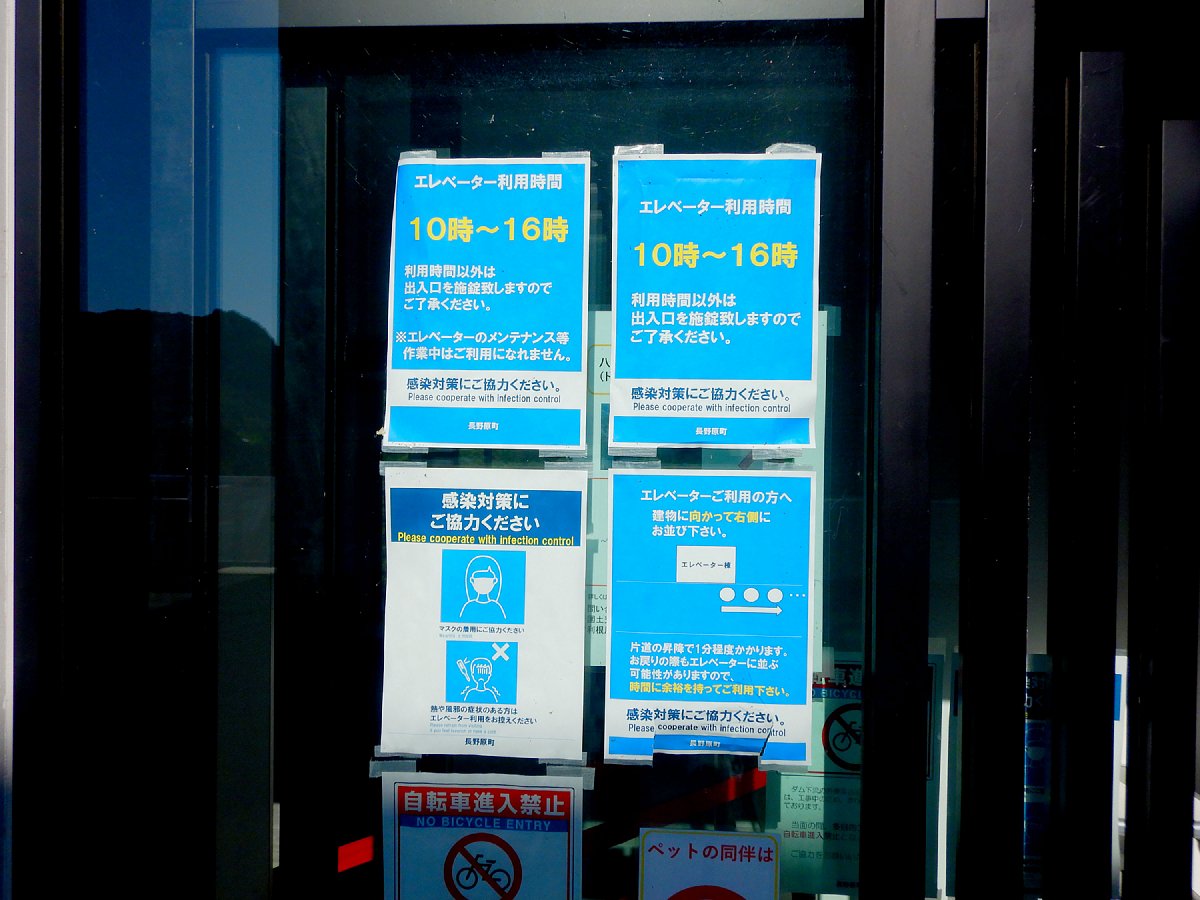 エレベーター利用時間
10時～16時
利用時間以外は
出入口を施錠致しますので
ご了承ください。
※エレベーターのメンテナンス等
作業中はご利用になれません。
感染対策にご協力ください。
Please cooperate with infection control
長野原町
エレベーター利用時間
10時～16時
利用時間以外は
出入口を施錠致しますので
ご了承ください。
感染対策にご協力ください。
Please cooperate with infection control
長野原町
感染対策に
ご協力ください
Please cooperate with infection control
マスクの着用にご協力ください
熱や風邪の症状のある方は
エレベーター利用をお控えください
長野原町
エレベーターご利用の方へ
建物に向かって右側に
お並び下さい。
エレベーター棟
片道の昇降で1分程度かかります。
お戻りの際もエレベーターに並ぶ
可能性がありますので、
時間に余裕を持ってご利用下さい。
感染対策にご協力ください。
Please cooperate with infection control
長野原町
自転車進入禁止
NO BICYCLE ENTRY
ペットの同伴は